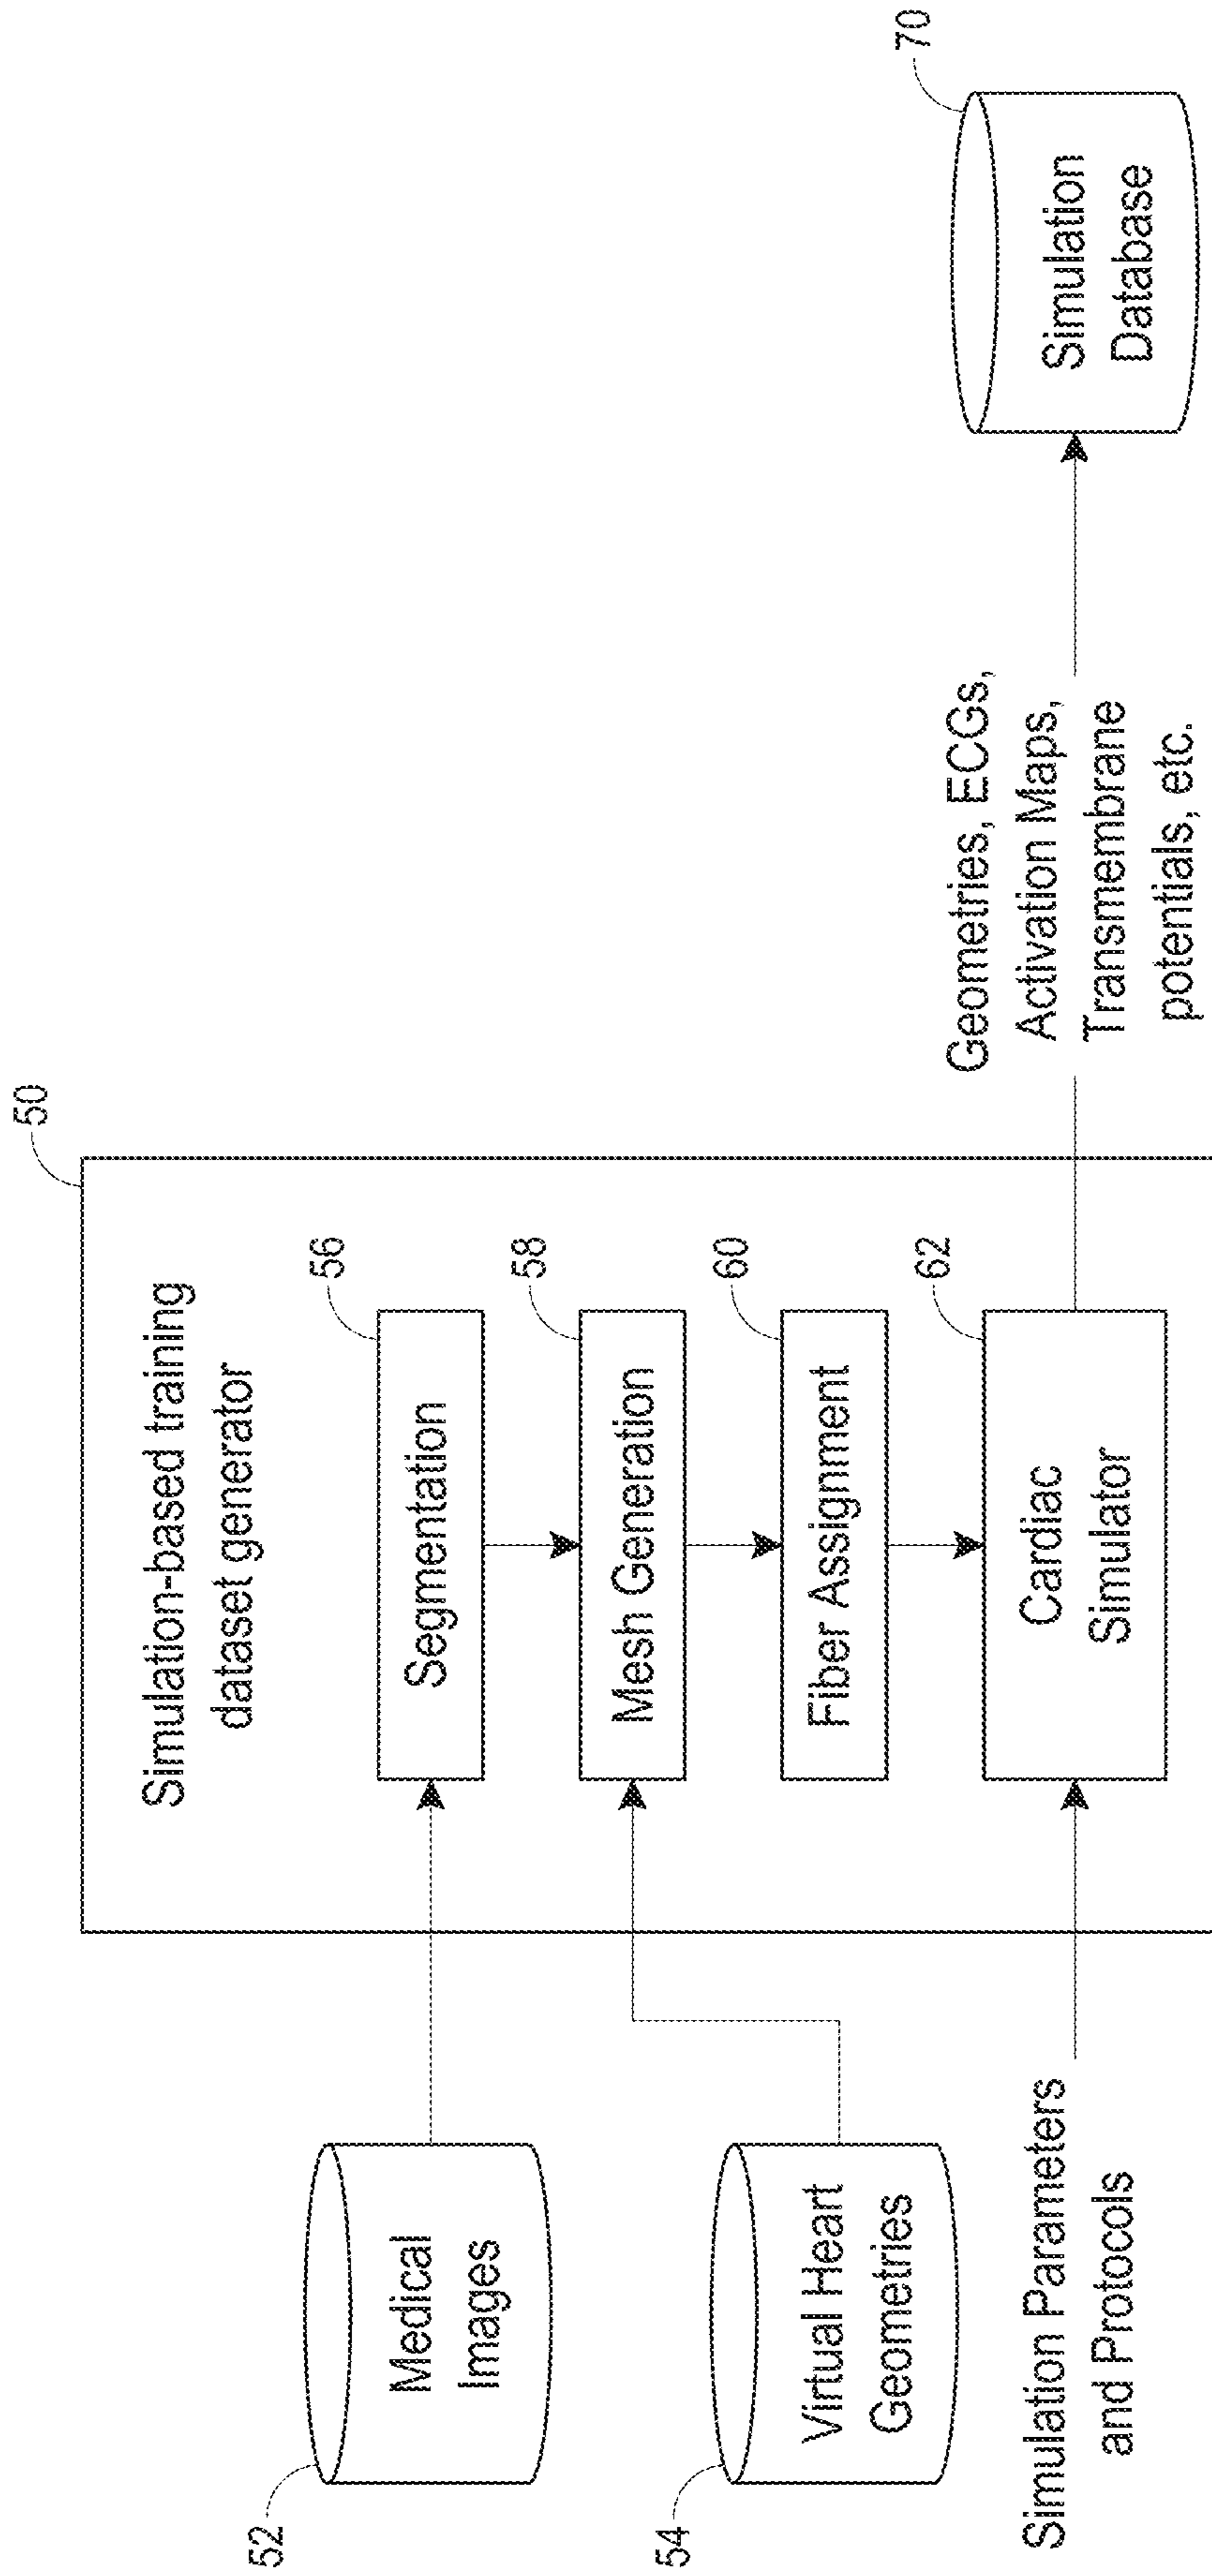 50
Simulation-based training
dataset generator
52
Medical
Images
56
Segmentation
54
Virtual Heart
Geometries
58
Mesh Generation
60
Fiber Assignment
Simulation Parameters
and Protocols
62
Cardiac
Simulator
Geometries, ECGs,
Activation Maps,
Transmembrane
potentials, etc.
70
Simulation
Database